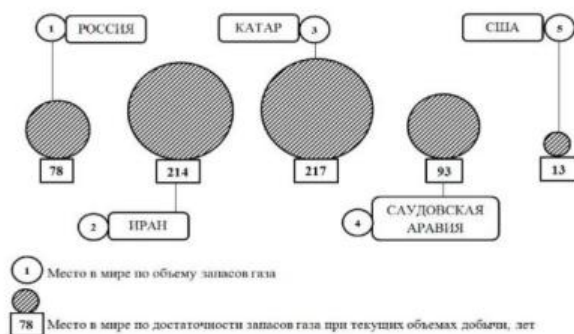 1 РОССИЯ
КАТАР 3
США 5
78
214
217
93
13
2 ИРАН
4 САУДОВСКАЯ
АРАВИЯ
1 Место в мире по объему запасов газа
78 Место в мире по достаточности запасов газа при текущих объемах добычи, лет